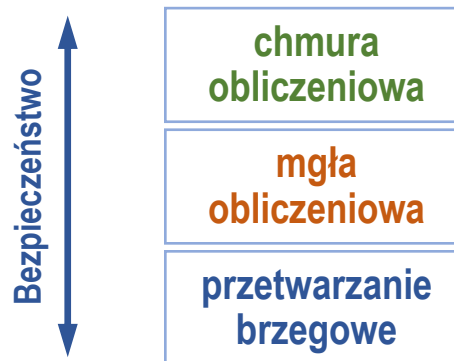 Bezpieczeństwo
chmura
obliczeniowa
mgła
obliczeniowa
przetwarzanie
brzegowe